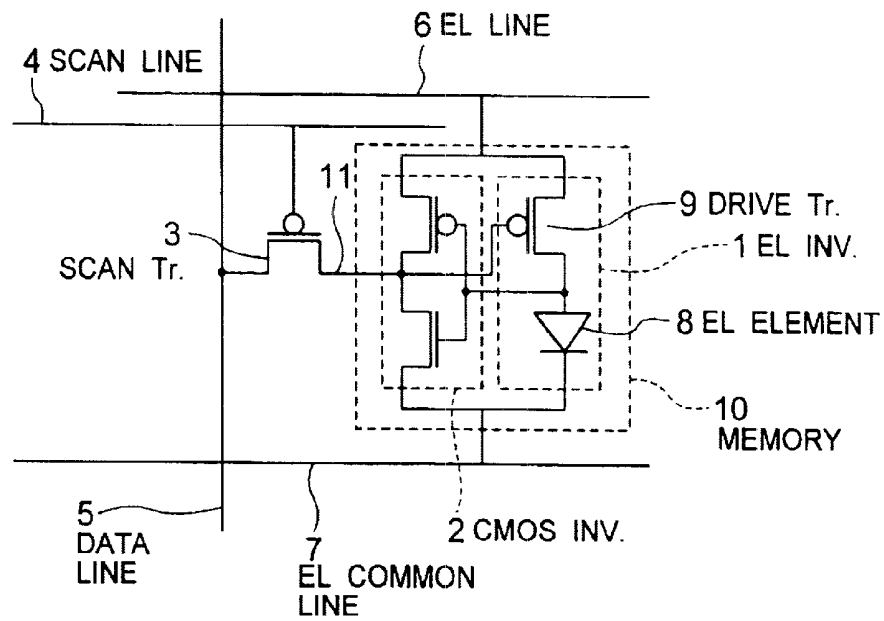 6 EL LINE
4 SCAN LINE
11
9 DRIVE Tr.
3
SCAN Tr.
1 EL INV.
8 EL ELEMENT
10
MEMORY
5
DATA
LINE
7
EL COMMON
LINE
2 CMOS INV.